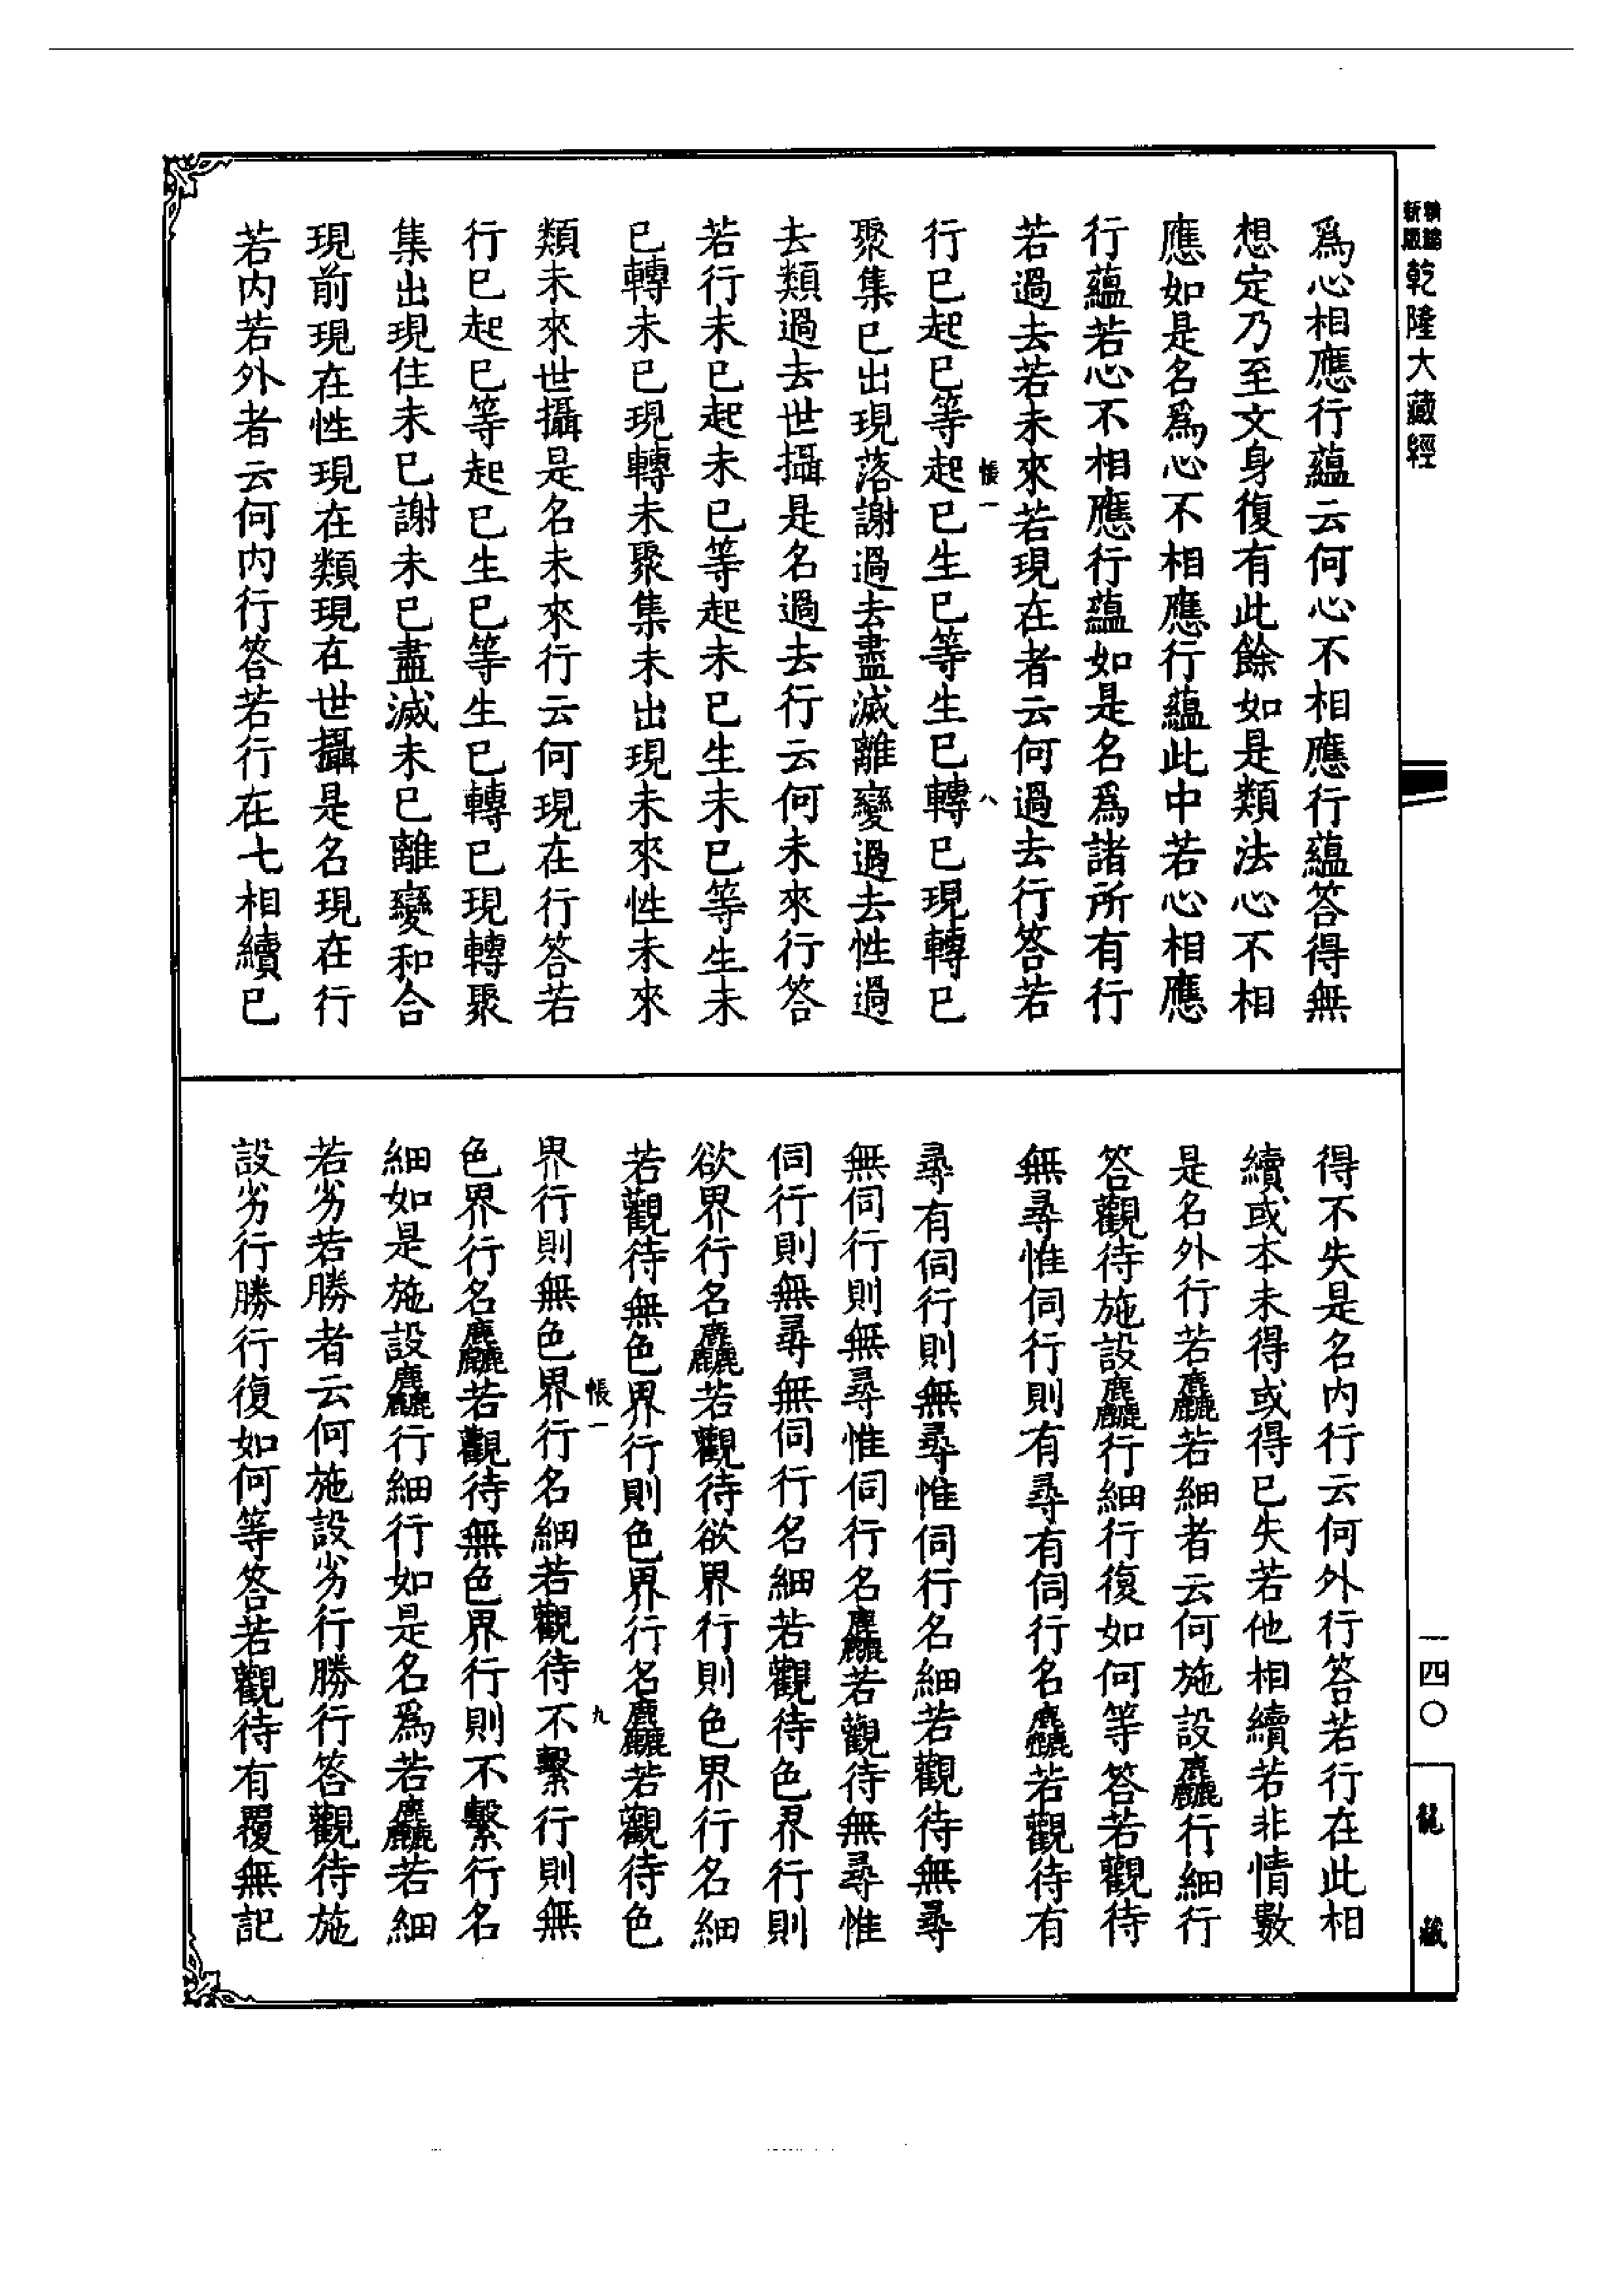 新編
新版
乾隆大藏經
為心相應行蘊云何心不相應行蘊答得無
想定乃至文身復有此餘如是類法心不相
應如是名為心不相應行蘊此中若心相應
行蘊若心不相應行蘊如是名為諸所有行
若過去若未來若現在者云何過去行答若
帳一 八
行已起已等起已生已等生已轉已現轉已
聚集已出現落謝過去盡滅離變過去性過
去類過去世攝是名過去行云何未來行答
若行未已起未已等起未已生未已等生未
已轉未已現轉未聚集未出現未來性未來
類未來世攝是名未來行云何現在行答若
行已起已等起已生已等生已轉已現轉聚
集出現住未已謝未已盡滅未已離變和合
現前現在性現在類現在世攝是名現在行
若內若外者云何內行答若行在七相續已
得不失是名內行云何外行答若行在此相
續或本未得或得已失若他相續若非情數
是名外行若麤若細者云何施設麤行細行
答觀待施設麤行細行復如何等答若觀待
無尋惟伺行則有尋有伺行名麤若觀待有
尋有伺行則無尋惟伺行名細若觀待無尋
無伺行則無尋惟伺行名麤若觀待無尋惟
伺行則無尋無伺行名細若觀待色界行則
欲界行名麤若觀待欲界行則色界行名細
若觀待無色界行則色界行名麤若觀待色
帳一 九
界行則無色界行名細若觀待不繫行則無
色界行名麤若觀待無色界行則不繫行名
細如是施設麤行細行如是名為若麤若細
若劣若勝者云何施設劣行勝行答觀待施
設劣行勝行復如何等答若觀待有覆無記
一四〇
龍藏